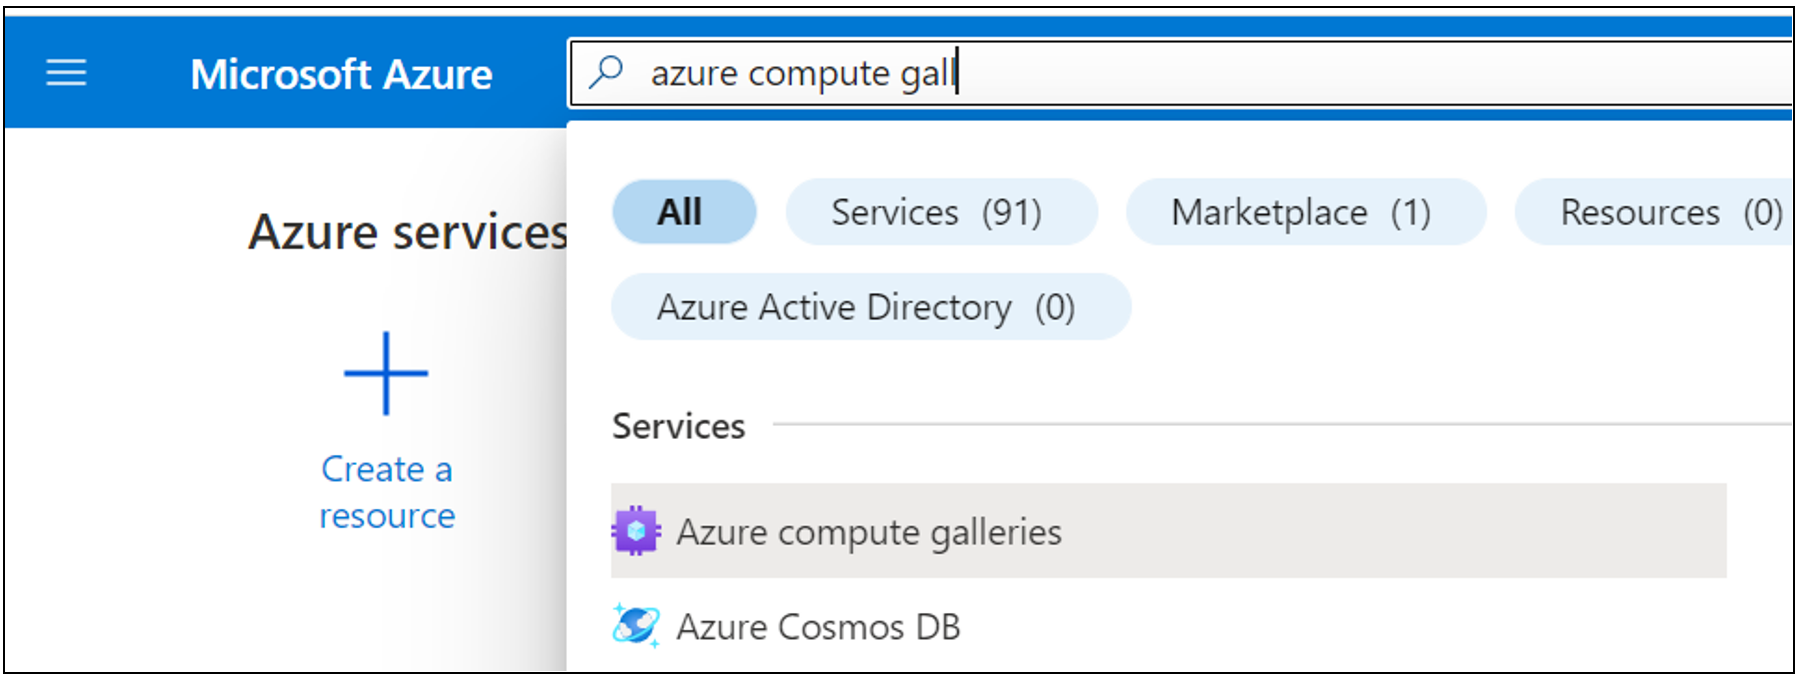 Microsoft Azure
azure compute gall
All
Services (91)
Marketplace (1)
Resources (0)
Azure Active Directory (0)
Azure services
Create a
resource
Services
Azure compute galleries
Azure Cosmos DB